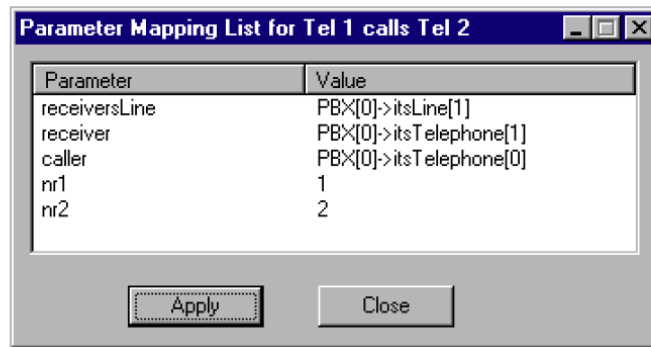 Parameter Mapping List for Tel 1 calls Tel 2
Parameter Value
receiversLine PBX[0]->itsLine[1]
receiver PBX[0]->itsTelephone[1]
caller PBX[0]->itsTelephone[0]
nr1 1
nr2 2
Apply Close